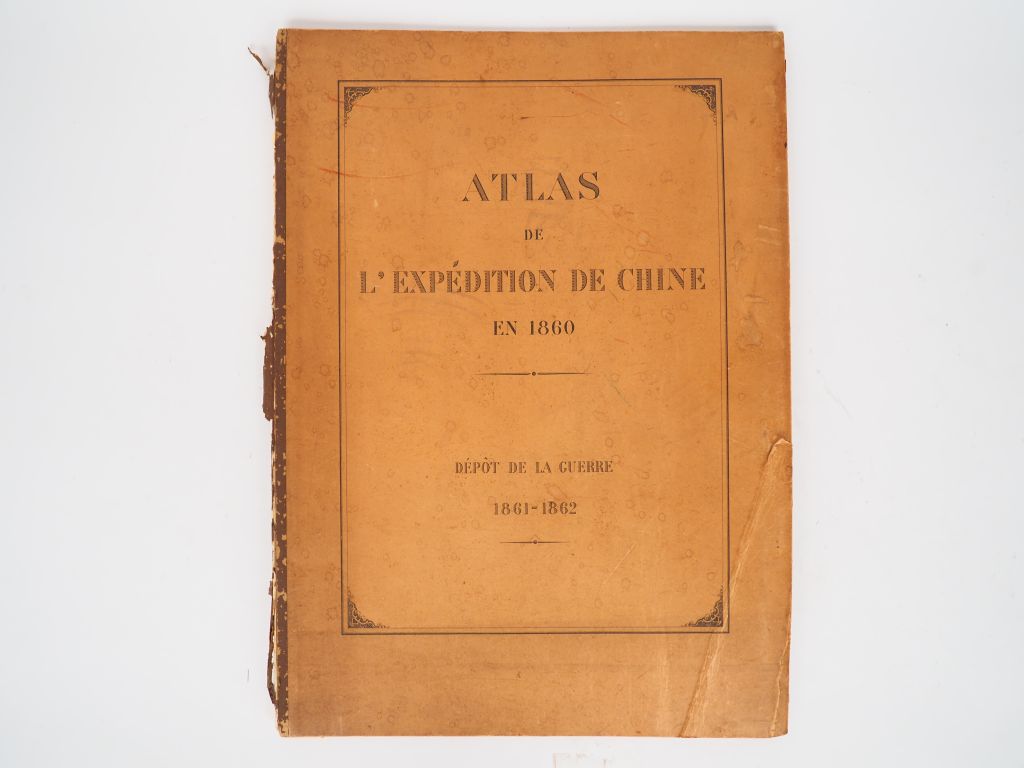 ATLAS
DE
L'EXPÉDITION DE CHINE
EN 1860
DÉPÔT DE LA GUERRE
1861-1862